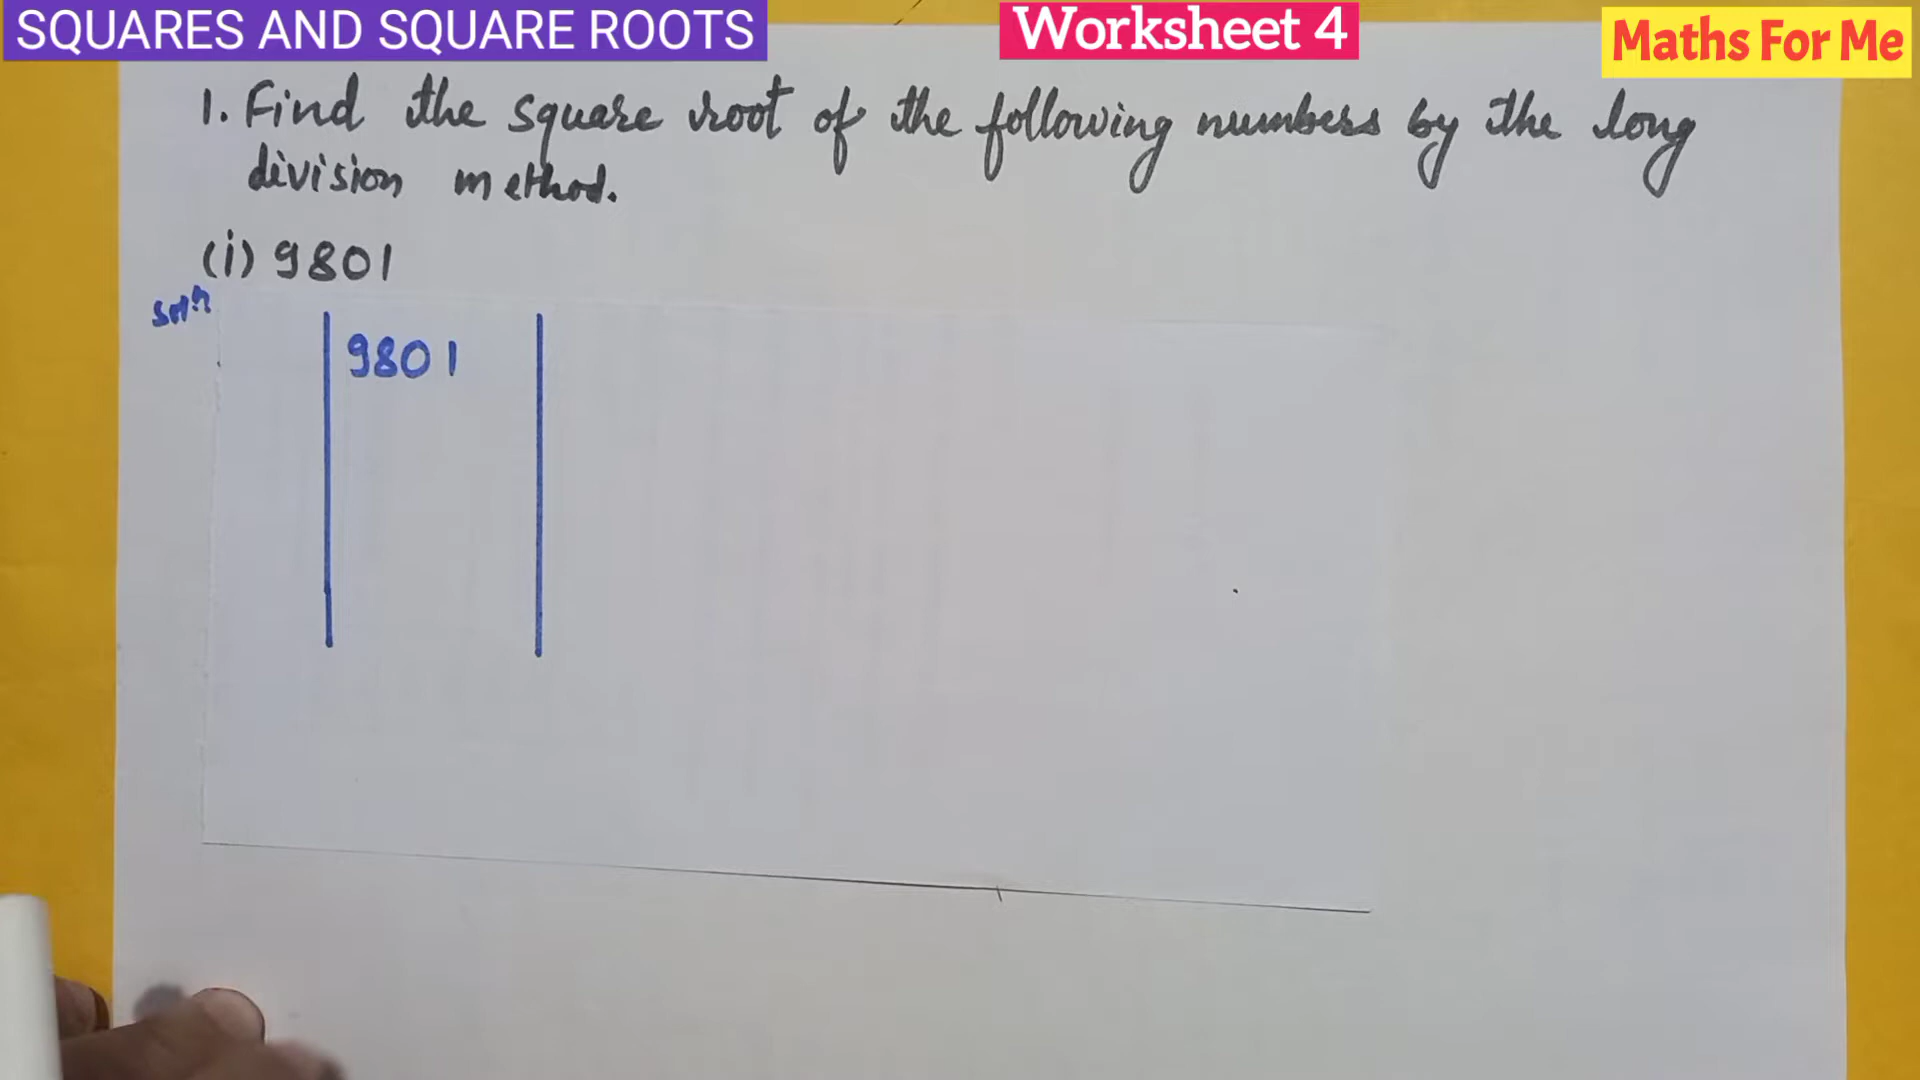 SQUARES AND SQUARE ROOTS
Worksheet 4
Maths For Me
1. Find the square root of the following numbers by the long
division method.
(i) 9801
Solⁿ
9801